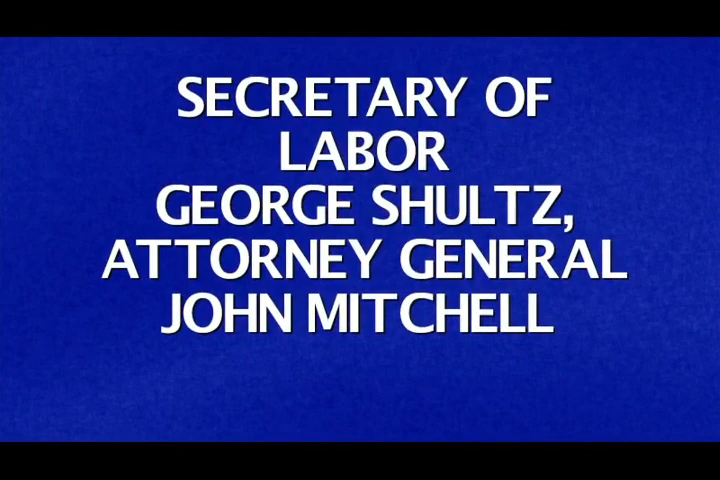 SECRETARY OF
LABOR
GEORGE SHULTZ,
ATTORNEY GENERAL
JOHN MITCHELL